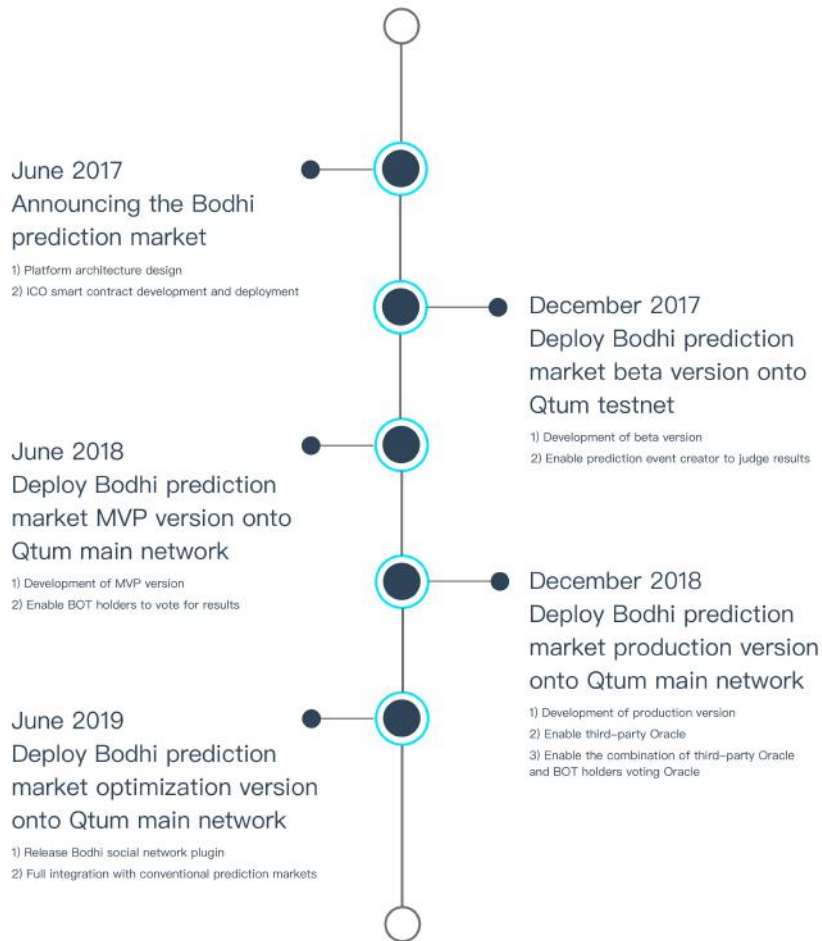 June 2017
Announcing the Bodhi
prediction market
1) Platform architecture design
2) ICO smart contract development and deployment
December 2017
Deploy Bodhi prediction
market beta version onto
Qtum testnet
1) Development of beta version
2) Enable prediction event creator to judge results
June 2018
Deploy Bodhi prediction
market MVP version onto
Qtum main network
1) Development of MVP version
2) Enable BOT holders to vote for results
December 2018
Deploy Bodhi prediction
market production version
onto Qtum main network
1) Development of production version
2) Enable third-party Oracle
3) Enable the combination of third-party Oracle
and BOT holders voting Oracle
June 2019
Deploy Bodhi prediction
market optimization version
onto Qtum main network
1) Release Bodhi social network plugin
2) Full integration with conventional prediction markets